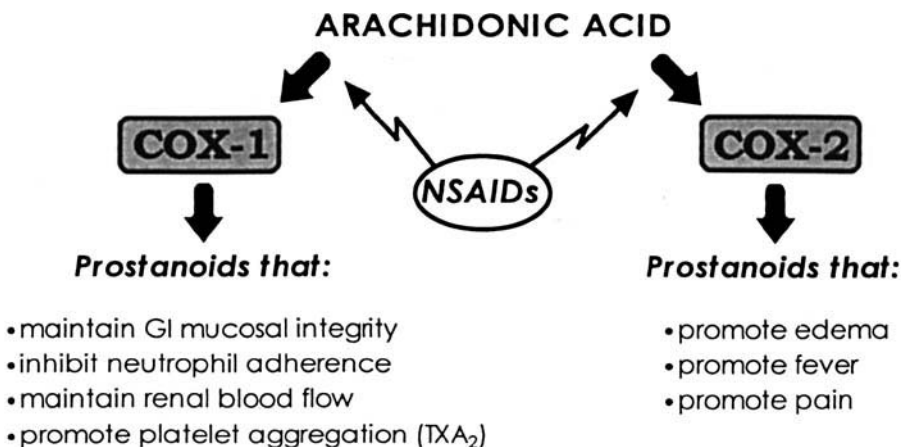 ARACHIDONIC ACID
COX-1
COX-2
NSAIDs
Prostanoids that:
•maintain GI mucosal integrity
•inhibit neutrophil adherence
•maintain renal blood flow
•promote platelet aggregation (TXA₂)
Prostanoids that:
•promote edema
•promote fever
•promote pain